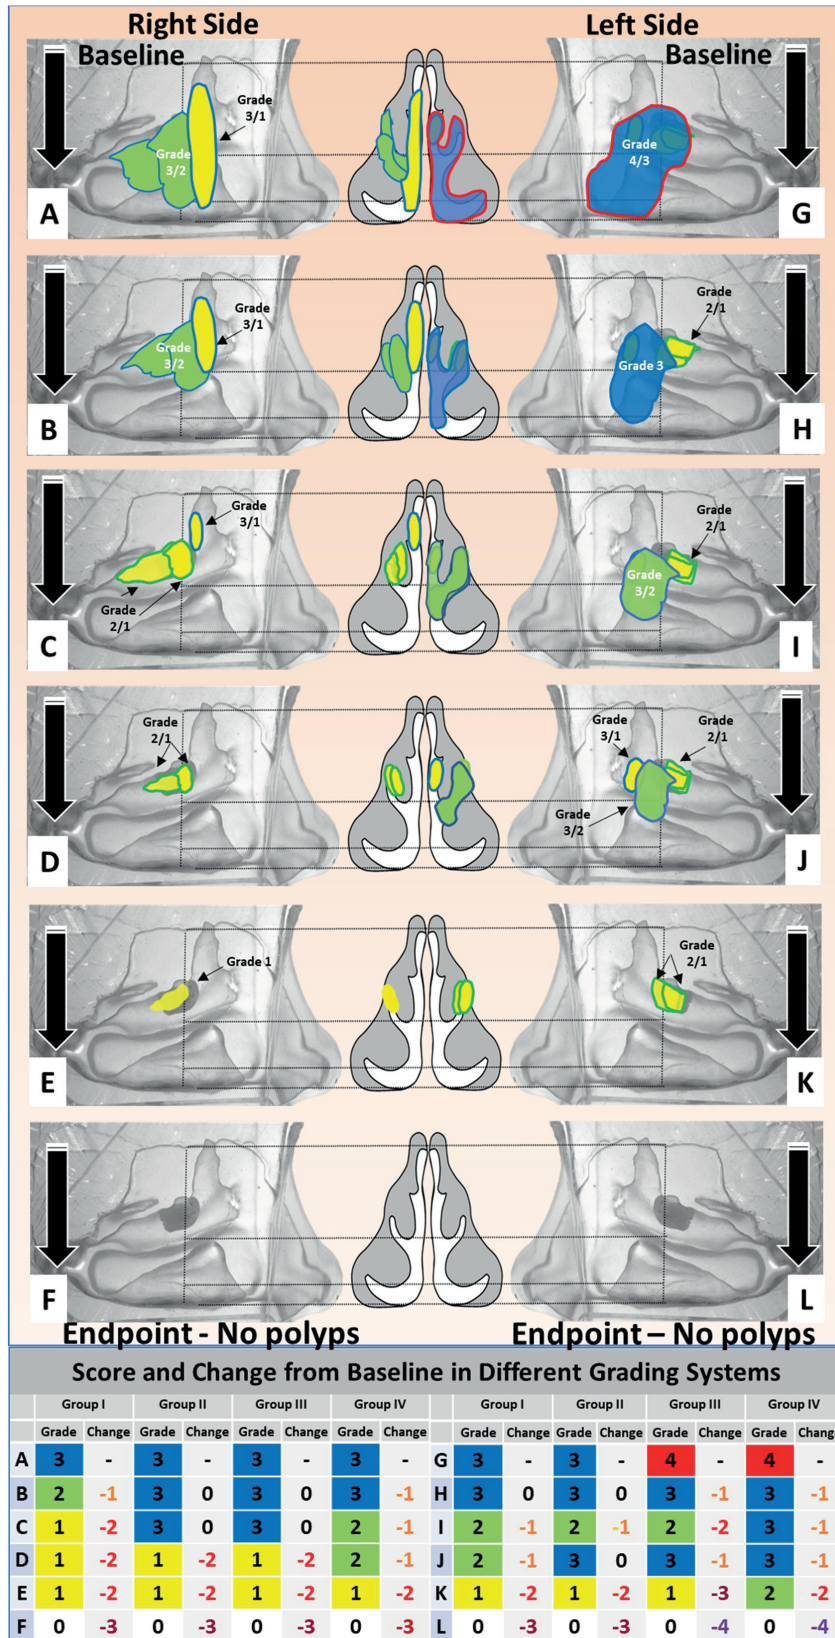 Right Side
Left Side
Baseline
Baseline
Grade
3/1
Grade
3/2
Grade
4/3
A
G
Grade
3/1
Grade
3/2
Grade
2/1
Grade 3
B
H
Grade
3/1
Grade
2/1
Grade
2/1
Grade
3/2
C
I
Grade
2/1
Grade
3/1
Grade
2/1
Grade
3/2
D
J
Grade 1
Grade
2/1
E
K
F
L
Endpoint - No polyps
Endpoint – No polyps
Score and Change from Baseline in Different Grading Systems
Group I Group II Group III Group IV Group I Group II Group III Group IV
Grade Change Grade Change Grade Change Grade Change Grade Change Grade Change Grade Change Grade Chang
A 3 - 3 - 3 - 3 - G 3 - 3 - 4 - 4 -
B 2 -1 3 0 3 0 3 -1 H 3 0 3 0 3 -1 3 -1
C 1 -2 3 0 3 0 2 -1 I 2 -1 2 -1 2 -2 3 -1
D 1 -2 1 -2 1 -2 2 -1 J 2 -1 3 0 3 -1 3 -1
E 1 -2 1 -2 1 -2 1 -2 K 1 -2 1 -2 1 -3 2 -2
F 0 -3 0 -3 0 -3 0 -3 L 0 -3 0 -3 0 -4 0 -4